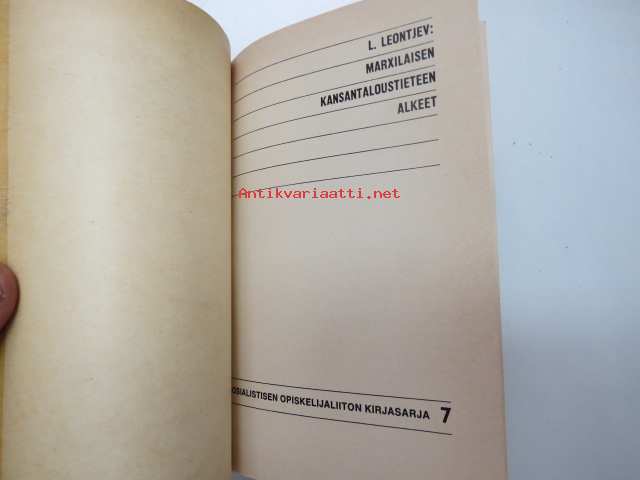 L. LEONTJEV:
MARXILAISEN
KANSANTALOUSTIETEEN
ALKEET
Antikvariaatti.net
OSIALISTISEN OPISKELIJALIITON KIRJASARJA 7